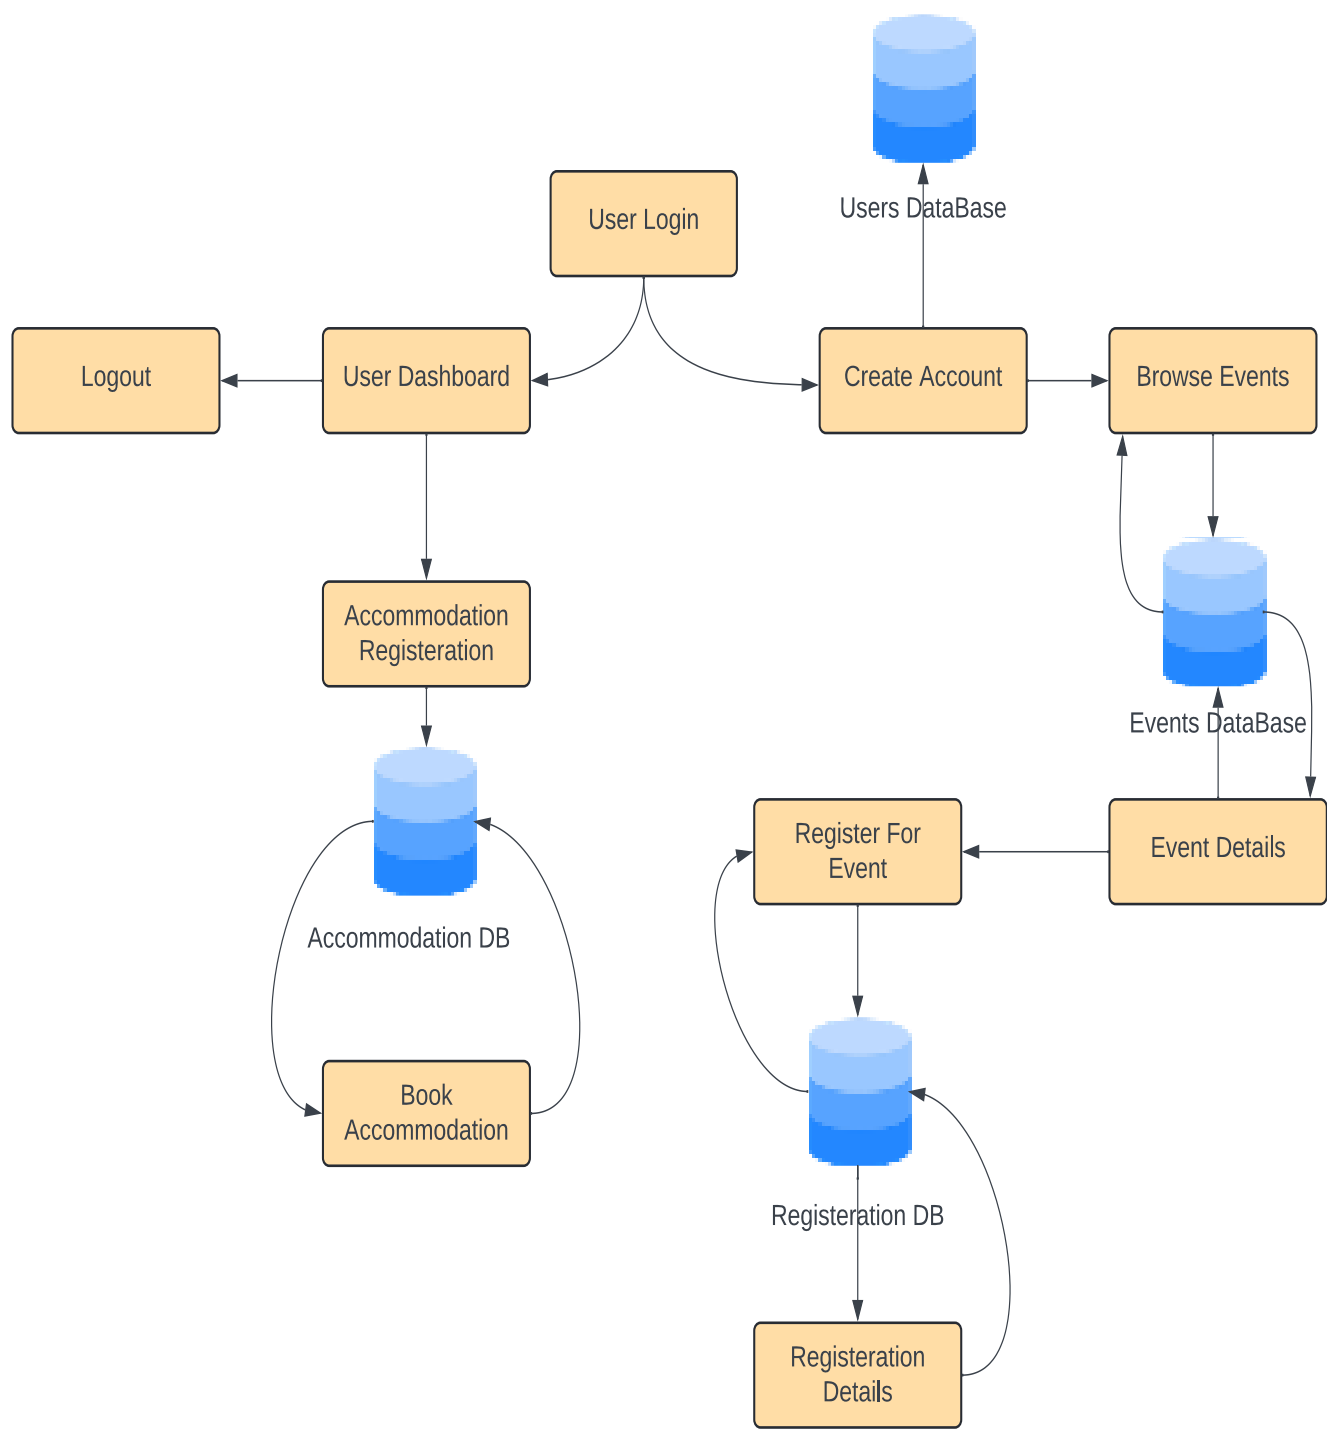 Users DataBase
User Login
Logout
User Dashboard
Create Account
Browse Events
Accommodation
Registeration
Events DataBase
Register For
Event
Event Details
Accommodation DB
Book
Accommodation
Registeration DB
Registeration
Details